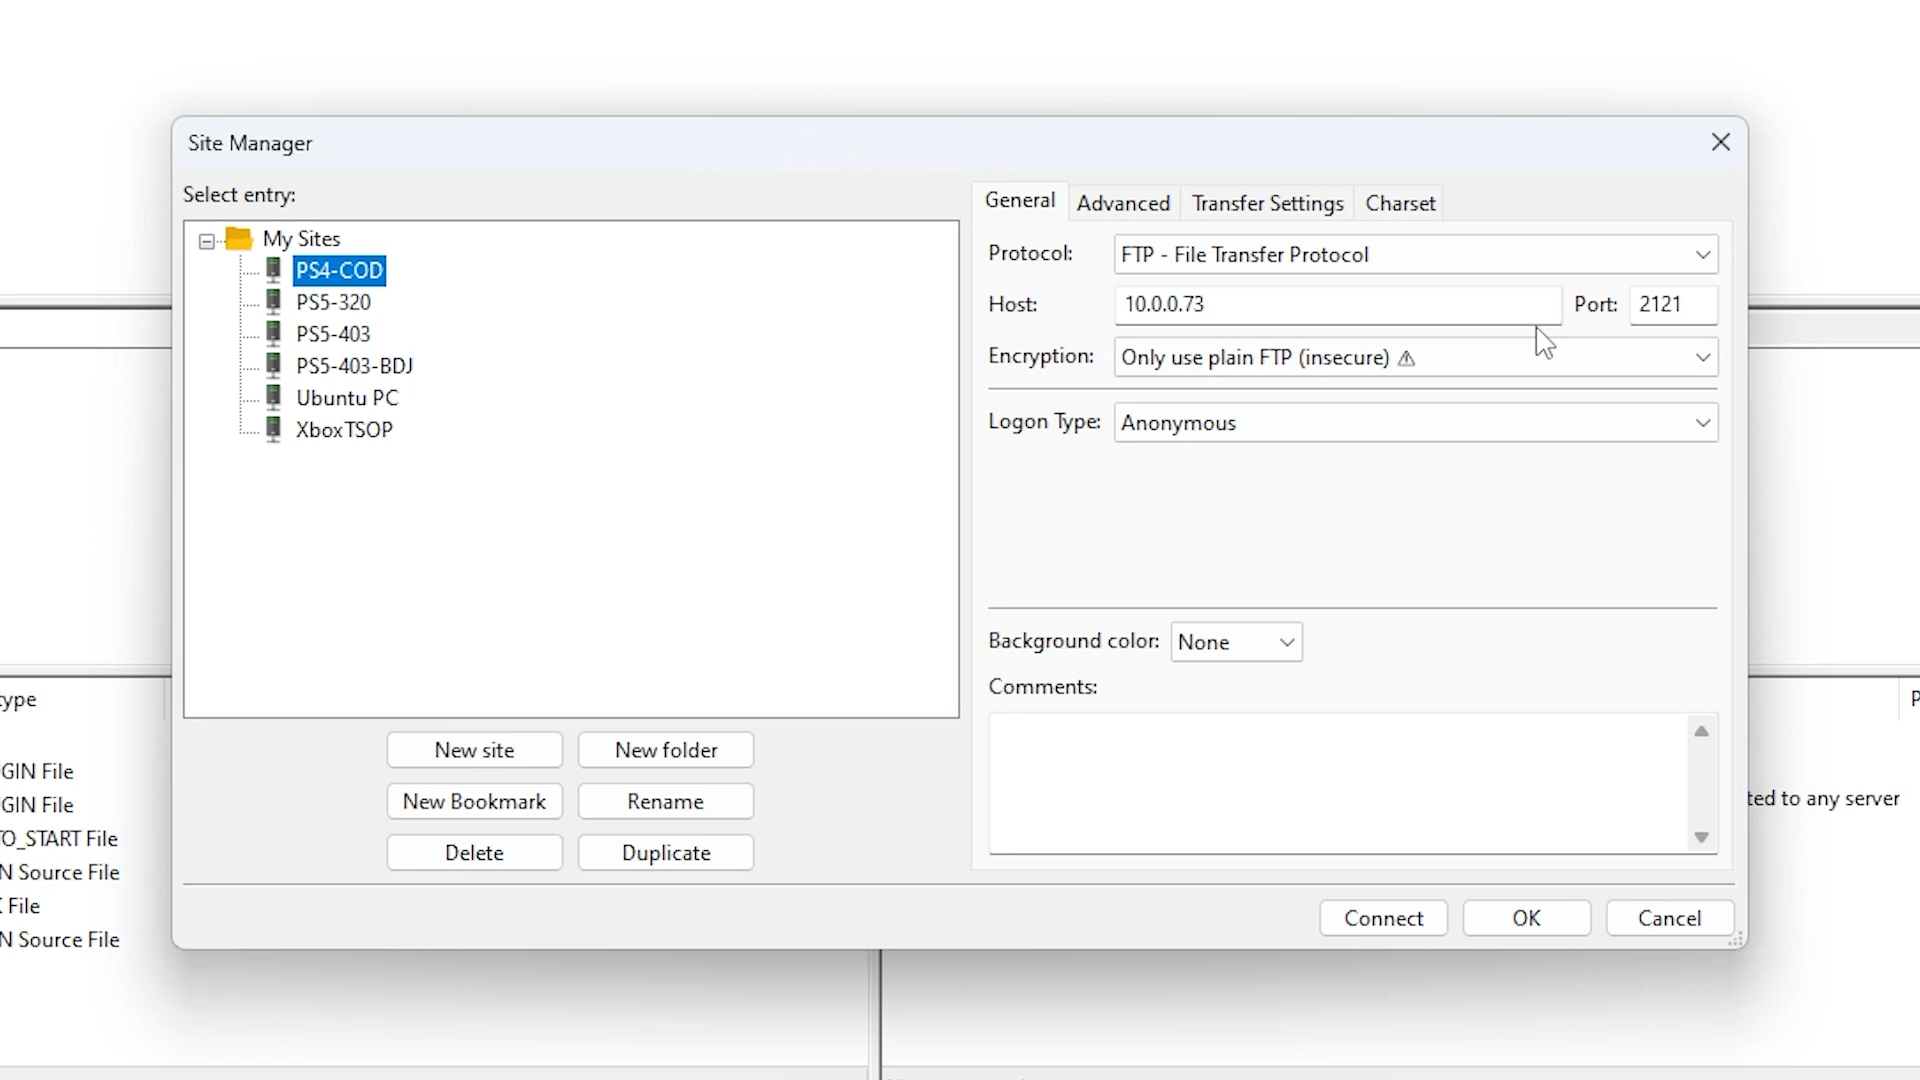 Site Manager
Select entry:
My Sites
PS4-COD
PS5-320
PS5-403
PS5-403-BDJ
Ubuntu PC
XboxTSOP
New site
New folder
New Bookmark
Rename
Delete
Duplicate
General
Advanced
Transfer Settings
Charset
Protocol:
FTP - File Transfer Protocol
Host:
10.0.0.73
Port:
2121
Encryption:
Only use plain FTP (insecure) ⚠
Logon Type:
Anonymous
Background color:
None
Comments:
Connect
OK
Cancel
ype
GIN File
GIN File
O_START File
N Source File
File
N Source File
P
ted to any server